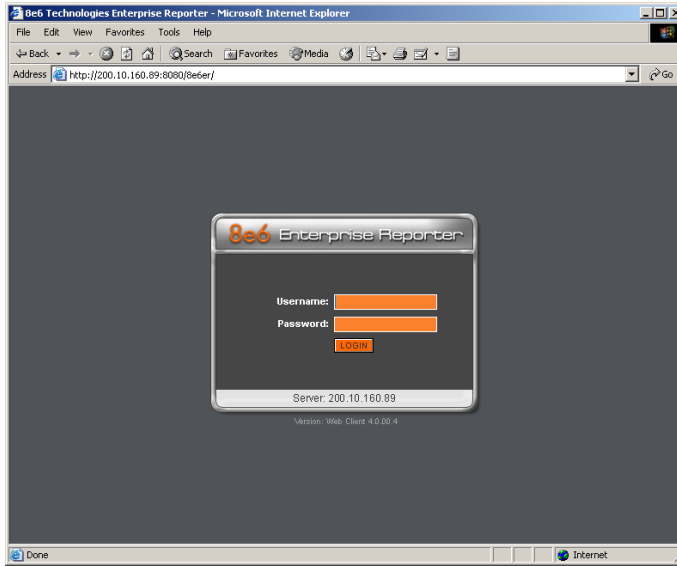 8e6 Technologies Enterprise Reporter - Microsoft Internet Explorer
File Edit View Favorites Tools Help
Back Search Favorites Media
Address http://200.10.160.89:8080/8e6er/ Go
8e6 Enterprise Reporter
Username:
Password:
LOGIN
Server: 200.10.160.89
Version: Web Client 4.0.00.4
Done Internet